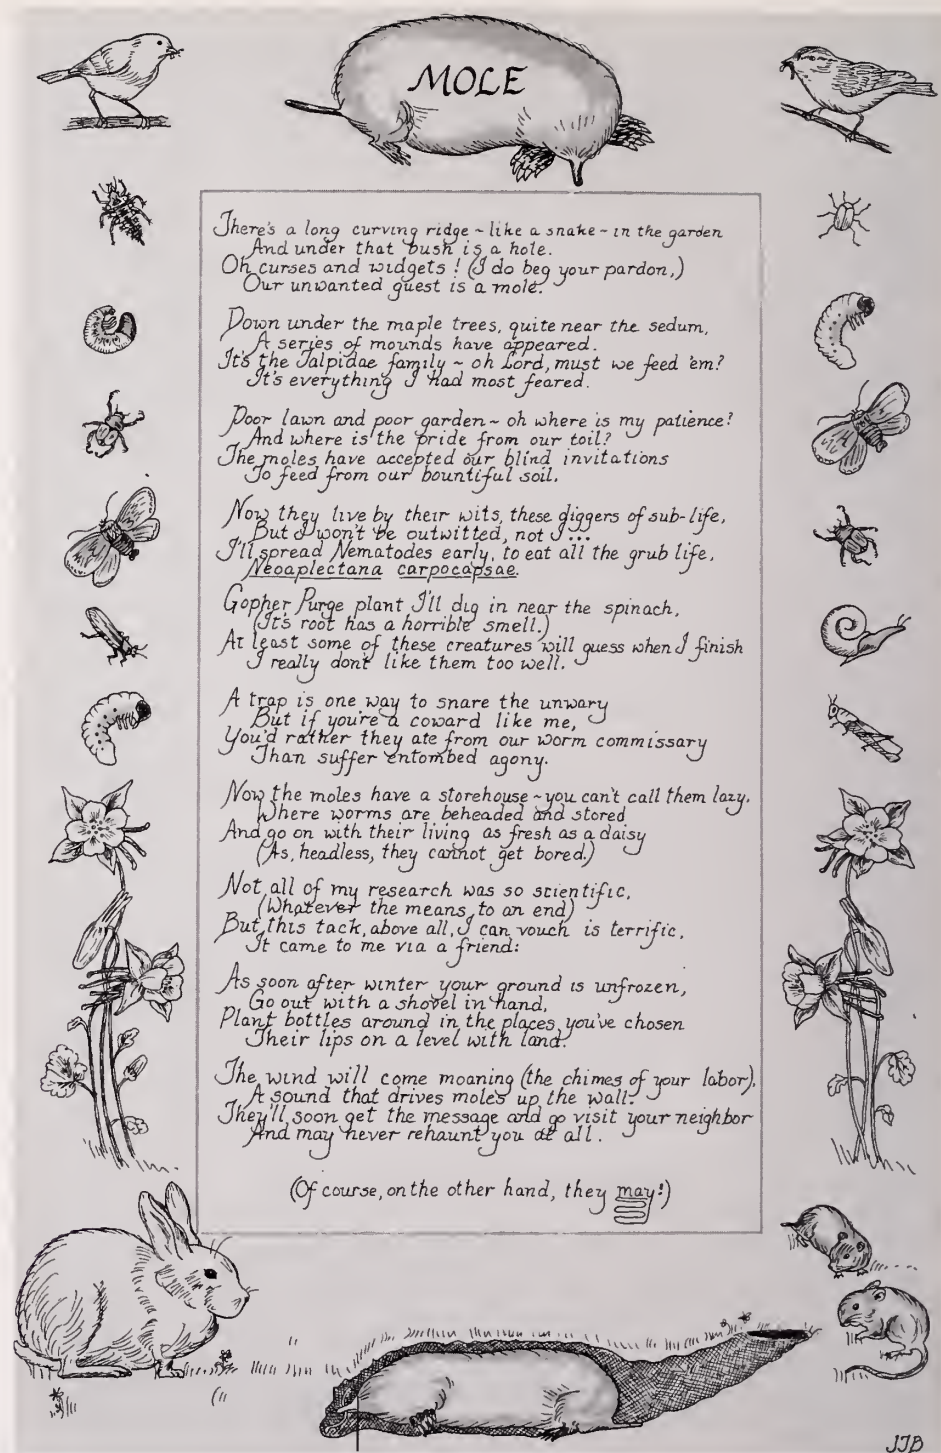 MOLE
There's a long curving ridge ~ like a snake ~ in the garden
And under that bush is a hole.
Oh curses and widgets! (I do beg your pardon,)
Our unwanted guest is a mole.
Down under the maple trees, quite near the sedum,
A series of mounds have appeared.
It's the Talpidae family ~ oh Lord, must we feed 'em?
It's everything I had most feared.
Poor lawn and poor garden ~ oh where is my patience?
And where is the pride from our toil?
The moles have accepted our blind invitations
To feed from our bountiful soil.
Now they live by their wits, these diggers of sub-life,
But I won't be outwitted, not I...
I'll spread Nematodes early, to eat all the grub life,
Neoaplectana carpocapsae.
Gopher Purge plant I'll dig in near the spinach,
(It's root has a horrible smell.)
At least some of these creatures will guess when I finish
I really don't like them too well.
A trap is one way to snare the unwary
But if you're a coward like me,
You'd rather they ate from our worm commissary
Than suffer entombed agony.
Now the moles have a storehouse ~ you can't call them lazy.
Where worms are beheaded and stored
And go on with their living as fresh as a daisy
(As, headless, they cannot get bored.)
Not all of my research was so scientific,
(Whatever the means, to an end)
But this tack, above all, I can vouch is terrific,
It came to me via a friend:
As soon after winter your ground is unfrozen,
Go out with a shovel in hand,
Plant bottles around in the places you've chosen
Their lips on a level with land.
The wind will come moaning (the chimes of your labor).
A sound that drives moles up the wall.
They'll soon get the message and go visit your neighbor
And may never rehaunt you at all.
(Of course, on the other hand, they may!)
JJB